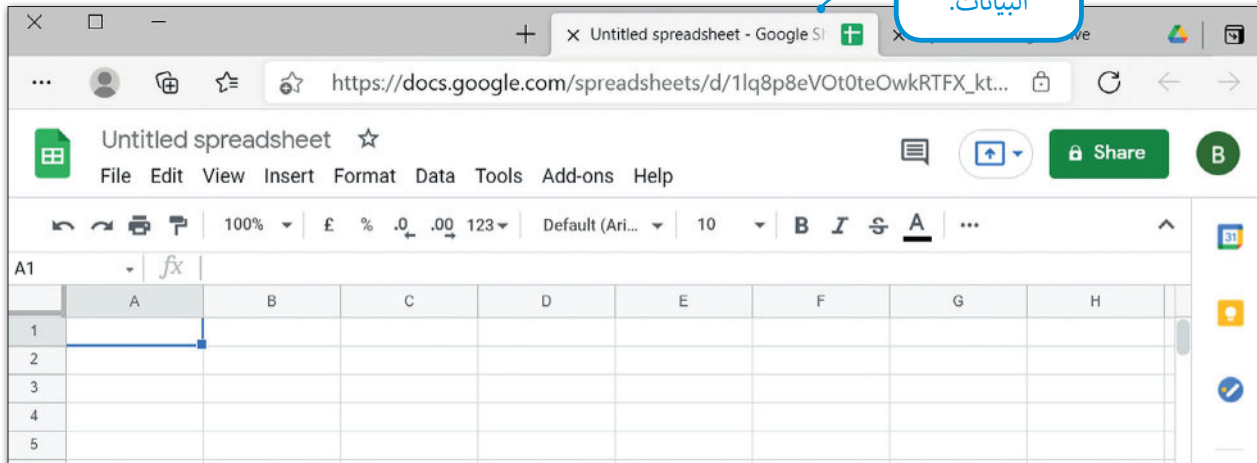 البيانات.
Untitled spreadsheet - Google S
https://docs.google.com/spreadsheets/d/1lq8p8eVOt0teOwkRTFX_kt...
Untitled spreadsheet
File Edit View Insert Format Data Tools Add-ons Help
Share
B
100% £ % .0 .00 123 Default (Ari... 10 B I S A ...
31
A1 fx
A B C D E F G H
1
2
3
4
5